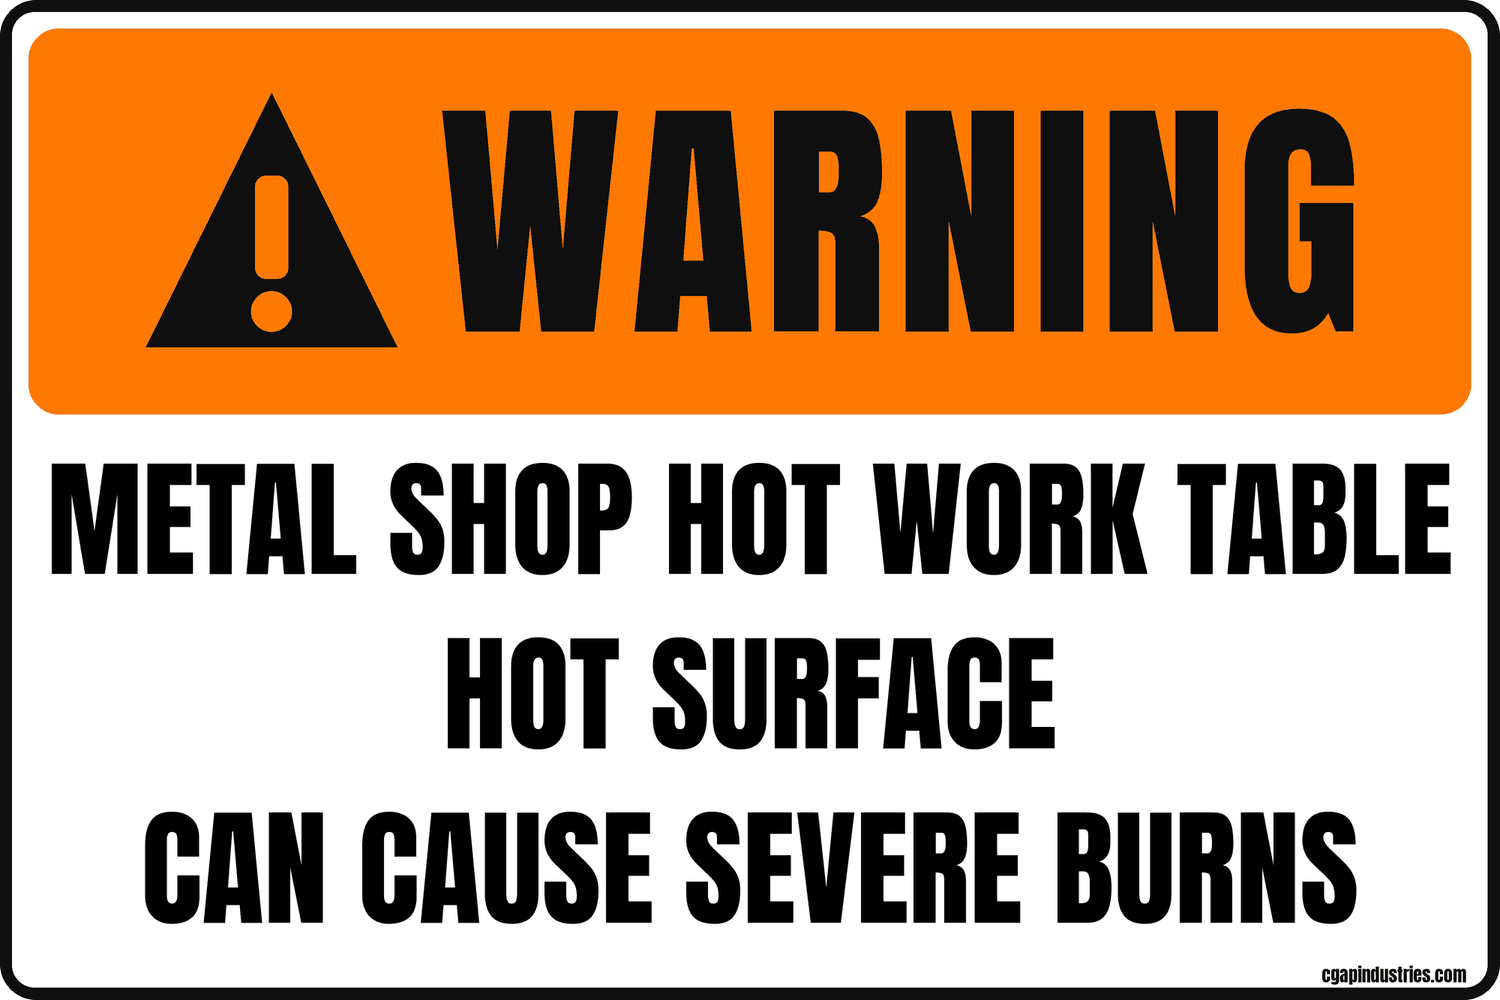 WARNING
METAL SHOP HOT WORK TABLE
HOT SURFACE
CAN CAUSE SEVERE BURNS
cgapindustries.com